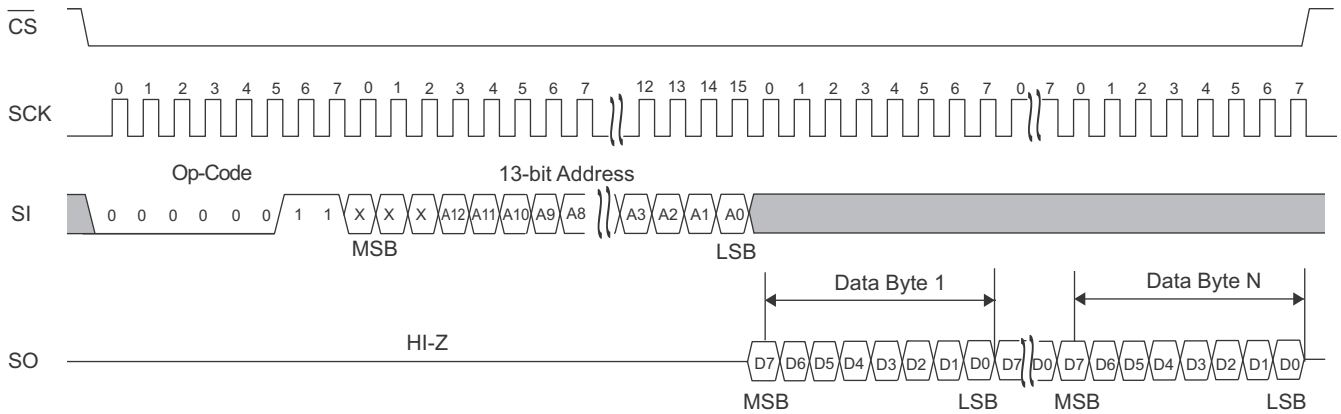 CS
0 1 2 3 4 5 6 7 0 1 2 3 4 5 6 7 12 13 14 15 0 1 2 3 4 5 6 7 0 7 0 1 2 3 4 5 6 7
SCK
Op-Code 13-bit Address
SI 0 0 0 0 0 0 1 1 X X X A12 A11 A10 A9 A8 A3 A2 A1 A0
MSB LSB
Data Byte 1 Data Byte N
HI-Z
SO D7 D6 D5 D4 D3 D2 D1 D0 D7 D0 D7 D6 D5 D4 D3 D2 D1 D0
MSB LSB MSB LSB